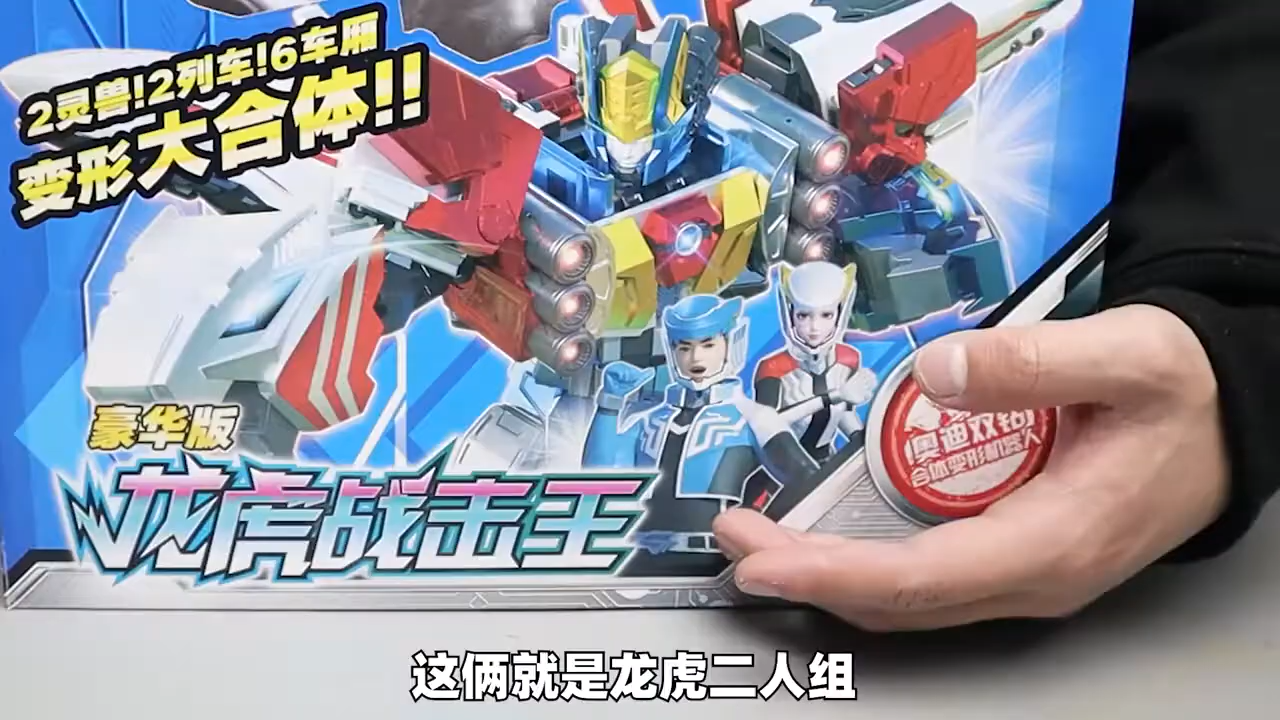 2灵兽!2列车!6车厢
变形大合体!!
豪华版
龙虎战击王
奥迪双钻
合体变形机器人
这俩就是龙虎二人组